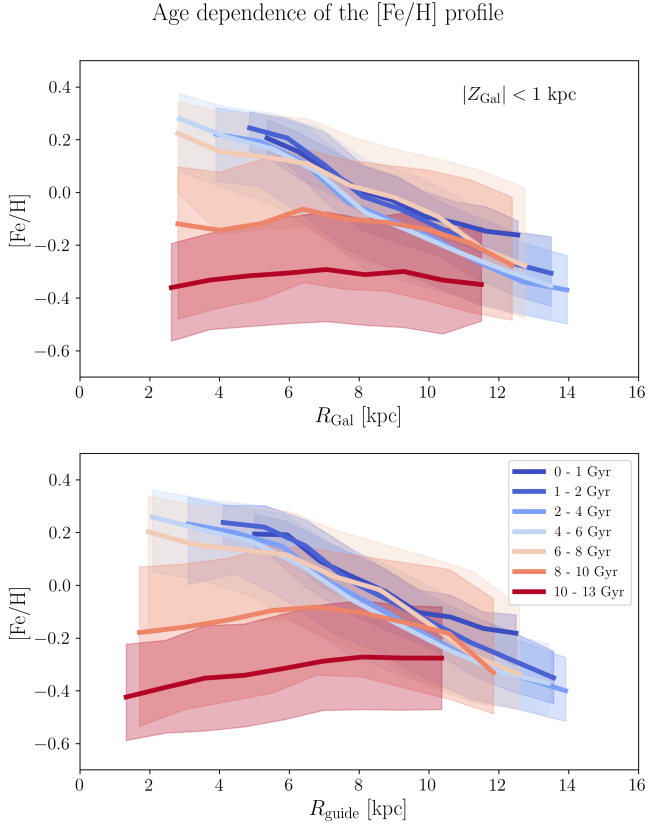 Age dependence of the [Fe/H] profile
|Z_Gal| < 1 kpc
[Fe/H]
0.4
0.2
0.0
−0.2
−0.4
−0.6
0 2 4 6 8 10 12 14 16
R_Gal [kpc]
0 - 1 Gyr
1 - 2 Gyr
2 - 4 Gyr
4 - 6 Gyr
6 - 8 Gyr
8 - 10 Gyr
10 - 13 Gyr
[Fe/H]
0.4
0.2
0.0
−0.2
−0.4
−0.6
0 2 4 6 8 10 12 14 16
R_guide [kpc]